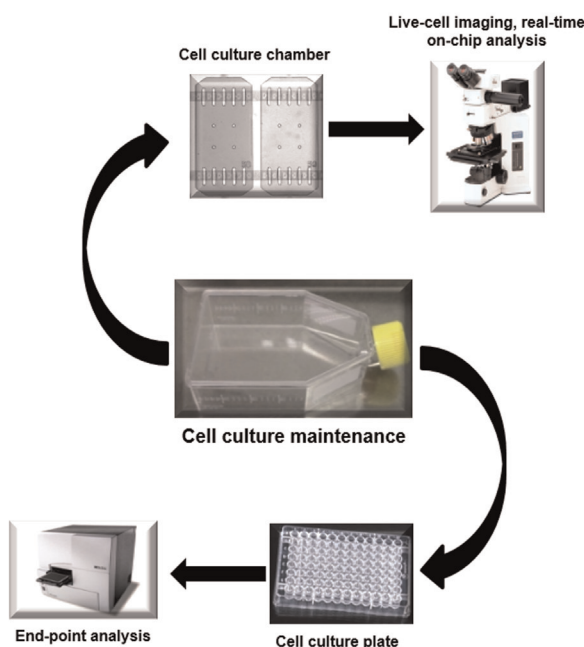 Live-cell imaging, real-time
on-chip analysis
Cell culture chamber
Cell culture maintenance
End-point analysis
Cell culture plate